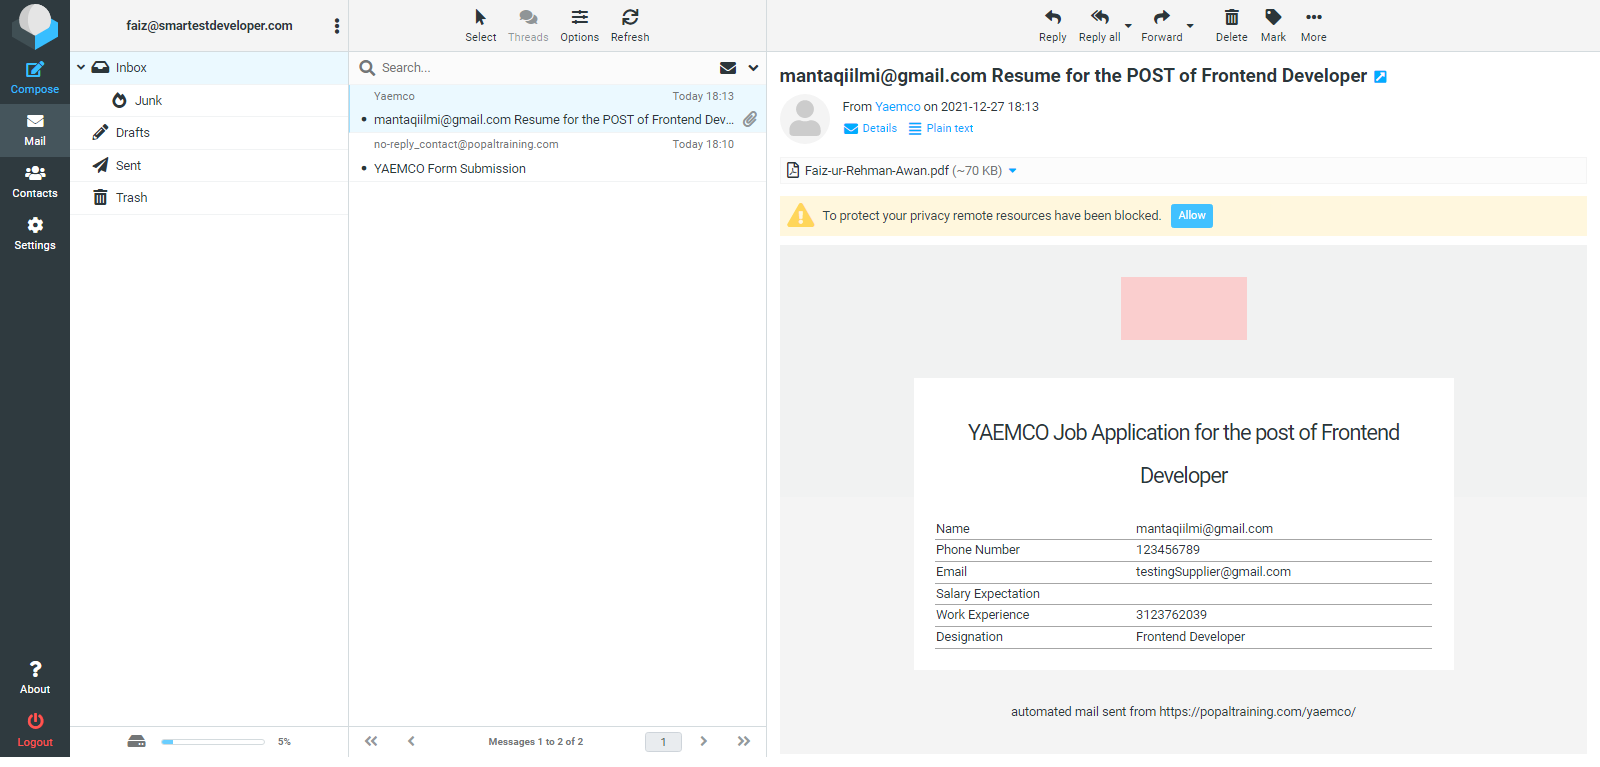 faiz@smartestdeveloper.com
Compose
Mail
Contacts
Settings
About
Logout
Inbox
Junk
Drafts
Sent
Trash
5%
Select
Threads
Options
Refresh
Search...
Yaemco
Today 18:13
mantaqiilmi@gmail.com Resume for the POST of Frontend Dev...
no-reply_contact@popaltraining.com
Today 18:10
YAEMCO Form Submission
Messages 1 to 2 of 2
1
Reply
Reply all
Forward
Delete
Mark
More
mantaqiilmi@gmail.com Resume for the POST of Frontend Developer
From Yaemco on 2021-12-27 18:13
Details
Plain text
Faiz-ur-Rehman-Awan.pdf (~70 KB)
To protect your privacy remote resources have been blocked.
Allow
YAEMCO Job Application for the post of Frontend
Developer
Name mantaqiilmi@gmail.com
Phone Number 123456789
Email testingSupplier@gmail.com
Salary Expectation
Work Experience 3123762039
Designation Frontend Developer
automated mail sent from https://popaltraining.com/yaemco/